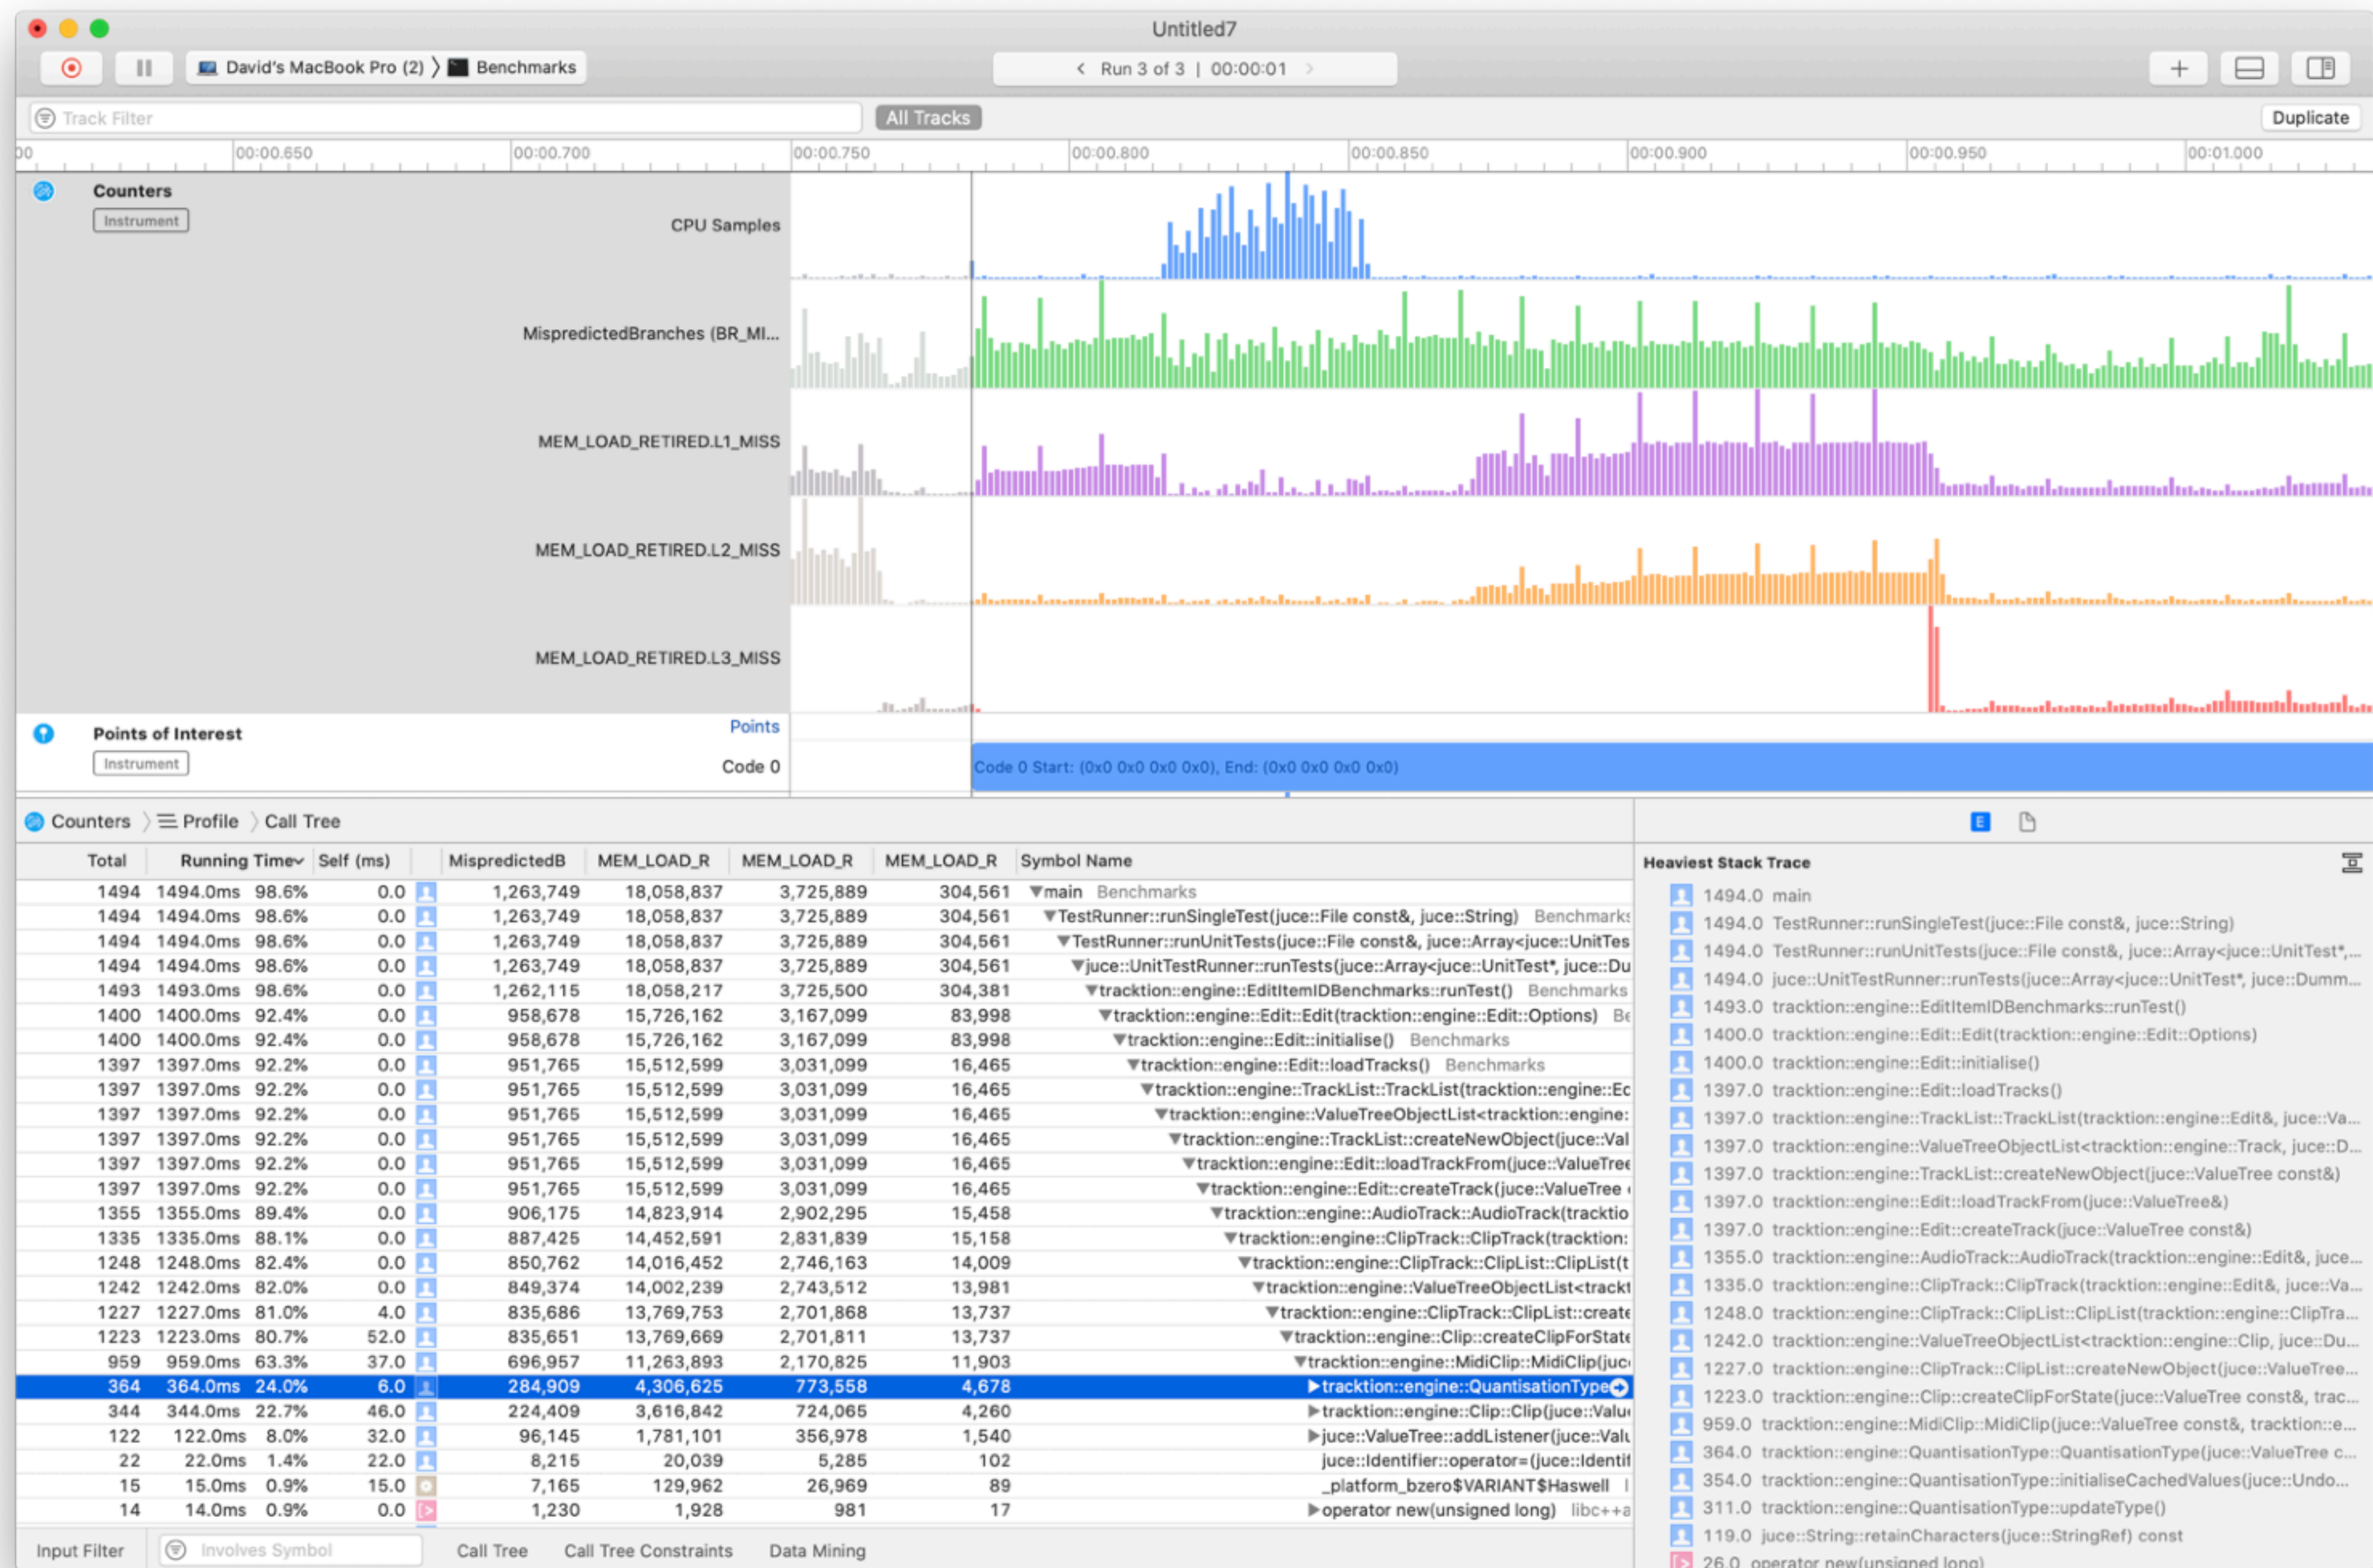 Untitled7
David's MacBook Pro (2) 〉 Benchmarks
< Run 3 of 3 | 00:00:01 >
Track Filter
All Tracks
Duplicate
00 00:00.650 00:00.700 00:00.750 00:00.800 00:00.850 00:00.900 00:00.950 00:01.000
Counters
Instrument
CPU Samples
MispredictedBranches (BR_MI...
MEM_LOAD_RETIRED.L1_MISS
MEM_LOAD_RETIRED.L2_MISS
MEM_LOAD_RETIRED.L3_MISS
Points of Interest
Instrument
Points
Code 0
Code 0 Start: (0x0 0x0 0x0 0x0), End: (0x0 0x0 0x0 0x0)
Counters 〉 Profile 〉 Call Tree
E
Total Running Time Self (ms) MispredictedB MEM_LOAD_R MEM_LOAD_R MEM_LOAD_R Symbol Name
1494 1494.0ms 98.6% 0.0 1,263,749 18,058,837 3,725,889 304,561 ▼main Benchmarks
1494 1494.0ms 98.6% 0.0 1,263,749 18,058,837 3,725,889 304,561 ▼TestRunner::runSingleTest(juce::File const&, juce::String) Benchmarks
1494 1494.0ms 98.6% 0.0 1,263,749 18,058,837 3,725,889 304,561 ▼TestRunner::runUnitTests(juce::File const&, juce::Array<juce::UnitTes
1494 1494.0ms 98.6% 0.0 1,263,749 18,058,837 3,725,889 304,561 ▼juce::UnitTestRunner::runTests(juce::Array<juce::UnitTest*, juce::Du
1493 1493.0ms 98.6% 0.0 1,262,115 18,058,217 3,725,500 304,381 ▼tracktion::engine::EditItemIDBenchmarks::runTest() Benchmarks
1400 1400.0ms 92.4% 0.0 958,678 15,726,162 3,167,099 83,998 ▼tracktion::engine::Edit::Edit(tracktion::engine::Edit::Options) Be
1400 1400.0ms 92.4% 0.0 958,678 15,726,162 3,167,099 83,998 ▼tracktion::engine::Edit::initialise() Benchmarks
1397 1397.0ms 92.2% 0.0 951,765 15,512,599 3,031,099 16,465 ▼tracktion::engine::Edit::loadTracks() Benchmarks
1397 1397.0ms 92.2% 0.0 951,765 15,512,599 3,031,099 16,465 ▼tracktion::engine::TrackList::TrackList(tracktion::engine::Ed
1397 1397.0ms 92.2% 0.0 951,765 15,512,599 3,031,099 16,465 ▼tracktion::engine::ValueTreeObjectList<tracktion::engine:
1397 1397.0ms 92.2% 0.0 951,765 15,512,599 3,031,099 16,465 ▼tracktion::engine::TrackList::createNewObject(juce::Val
1397 1397.0ms 92.2% 0.0 951,765 15,512,599 3,031,099 16,465 ▼tracktion::engine::Edit::loadTrackFrom(juce::ValueTree
1397 1397.0ms 92.2% 0.0 951,765 15,512,599 3,031,099 16,465 ▼tracktion::engine::Edit::createTrack(juce::ValueTree
1355 1355.0ms 89.4% 0.0 906,175 14,823,914 2,902,295 15,458 ▼tracktion::engine::AudioTrack::AudioTrack(tracktio
1335 1335.0ms 88.1% 0.0 887,425 14,452,591 2,831,839 15,158 ▼tracktion::engine::ClipTrack::ClipTrack(tracktion:
1248 1248.0ms 82.4% 0.0 850,762 14,016,452 2,746,163 14,009 ▼tracktion::engine::ClipTrack::ClipList::ClipList(t
1242 1242.0ms 82.0% 0.0 849,374 14,002,239 2,743,512 13,981 ▼tracktion::engine::ValueTreeObjectList<trackt
1227 1227.0ms 81.0% 4.0 835,686 13,769,753 2,701,868 13,737 ▼tracktion::engine::ClipTrack::ClipList::create
1223 1223.0ms 80.7% 52.0 835,651 13,769,669 2,701,811 13,737 ▼tracktion::engine::Clip::createClipForState
959 959.0ms 63.3% 37.0 696,957 11,263,893 2,170,825 11,903 ▼tracktion::engine::MidiClip::MidiClip(juc
364 364.0ms 24.0% 6.0 284,909 4,306,625 773,558 4,678 ▶tracktion::engine::QuantisationType
344 344.0ms 22.7% 46.0 224,409 3,616,842 724,065 4,260 ▶tracktion::engine::Clip::Clip(juce::Value
122 122.0ms 8.0% 32.0 96,145 1,781,101 356,978 1,540 ▶juce::ValueTree::addListener(juce::Valu
22 22.0ms 1.4% 22.0 8,215 20,039 5,285 102 juce::Identifier::operator=(juce::Identif
15 15.0ms 0.9% 15.0 7,165 129,962 26,969 89 _platform_bzero$VARIANT$Haswell
14 14.0ms 0.9% 0.0 1,230 1,928 981 17 ▶operator new(unsigned long) libc++a
Input Filter Involves Symbol Call Tree Call Tree Constraints Data Mining
Heaviest Stack Trace
1494.0 main
1494.0 TestRunner::runSingleTest(juce::File const&, juce::String)
1494.0 TestRunner::runUnitTests(juce::File const&, juce::Array<juce::UnitTest*,...
1494.0 juce::UnitTestRunner::runTests(juce::Array<juce::UnitTest*, juce::Dumm...
1493.0 tracktion::engine::EditItemIDBenchmarks::runTest()
1400.0 tracktion::engine::Edit::Edit(tracktion::engine::Edit::Options)
1400.0 tracktion::engine::Edit::initialise()
1397.0 tracktion::engine::Edit::loadTracks()
1397.0 tracktion::engine::TrackList::TrackList(tracktion::engine::Edit&, juce::Va...
1397.0 tracktion::engine::ValueTreeObjectList<tracktion::engine::Track, juce::D...
1397.0 tracktion::engine::TrackList::createNewObject(juce::ValueTree const&)
1397.0 tracktion::engine::Edit::loadTrackFrom(juce::ValueTree&)
1397.0 tracktion::engine::Edit::createTrack(juce::ValueTree const&)
1355.0 tracktion::engine::AudioTrack::AudioTrack(tracktion::engine::Edit&, juce...
1335.0 tracktion::engine::ClipTrack::ClipTrack(tracktion::engine::Edit&, juce::Va...
1248.0 tracktion::engine::ClipTrack::ClipList::ClipList(tracktion::engine::ClipTra...
1242.0 tracktion::engine::ValueTreeObjectList<tracktion::engine::Clip, juce::Du...
1227.0 tracktion::engine::ClipTrack::ClipList::createNewObject(juce::ValueTree...
1223.0 tracktion::engine::Clip::createClipForState(juce::ValueTree const&, trac...
959.0 tracktion::engine::MidiClip::MidiClip(juce::ValueTree const&, tracktion::e...
364.0 tracktion::engine::QuantisationType::QuantisationType(juce::ValueTree c...
354.0 tracktion::engine::QuantisationType::initialiseCachedValues(juce::Undo...
311.0 tracktion::engine::QuantisationType::updateType()
119.0 juce::String::retainCharacters(juce::StringRef) const
26.0 operator new(unsigned long)